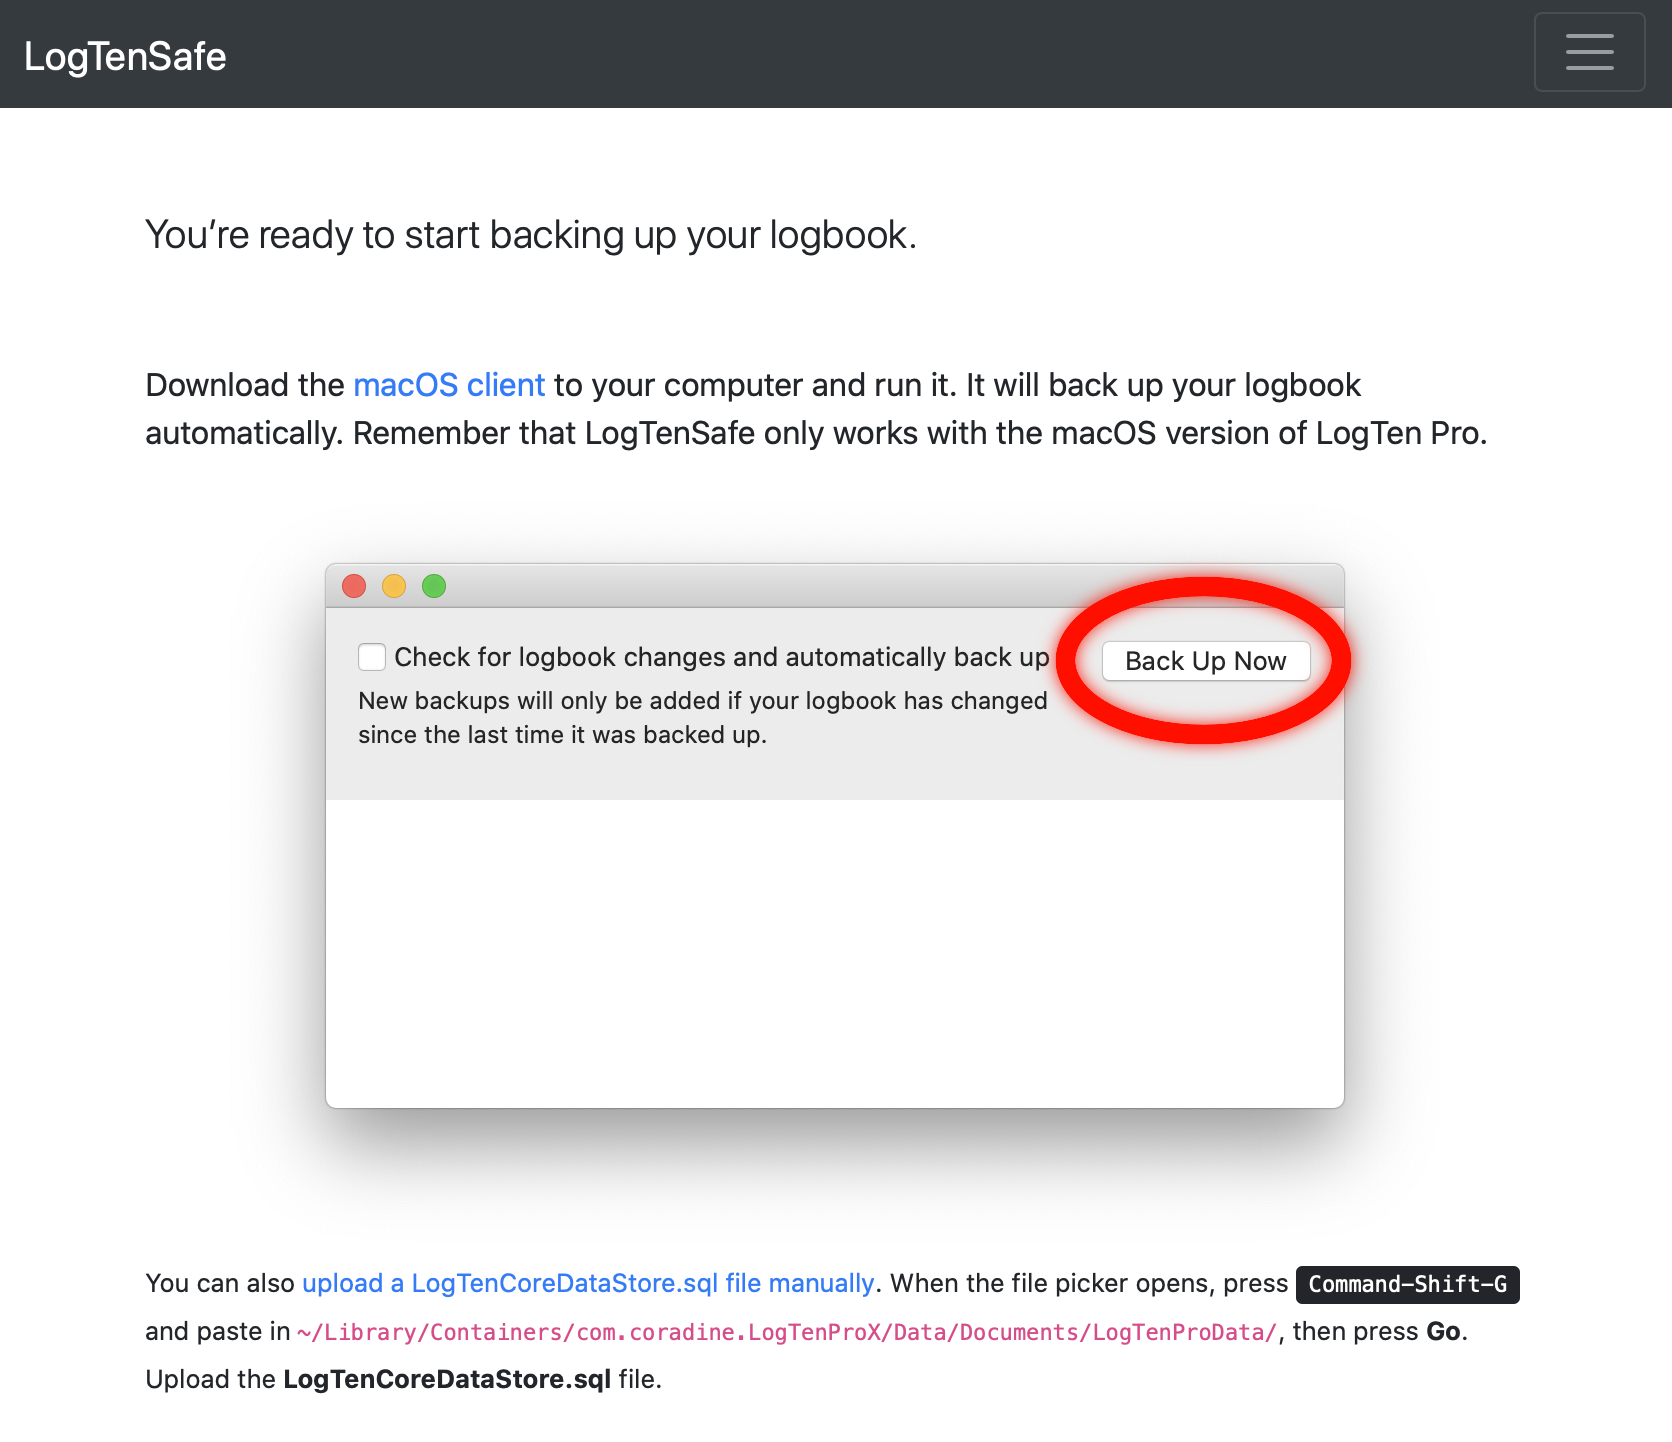 LogTenSafe
You’re ready to start backing up your logbook.
Download the macOS client to your computer and run it. It will back up your logbook
automatically. Remember that LogTenSafe only works with the macOS version of LogTen Pro.
Check for logbook changes and automatically back up
Back Up Now
New backups will only be added if your logbook has changed
since the last time it was backed up.
You can also upload a LogTenCoreDataStore.sql file manually. When the file picker opens, press Command-Shift-G
and paste in ~/Library/Containers/com.coradine.LogTenProX/Data/Documents/LogTenProData/, then press Go.
Upload the LogTenCoreDataStore.sql file.